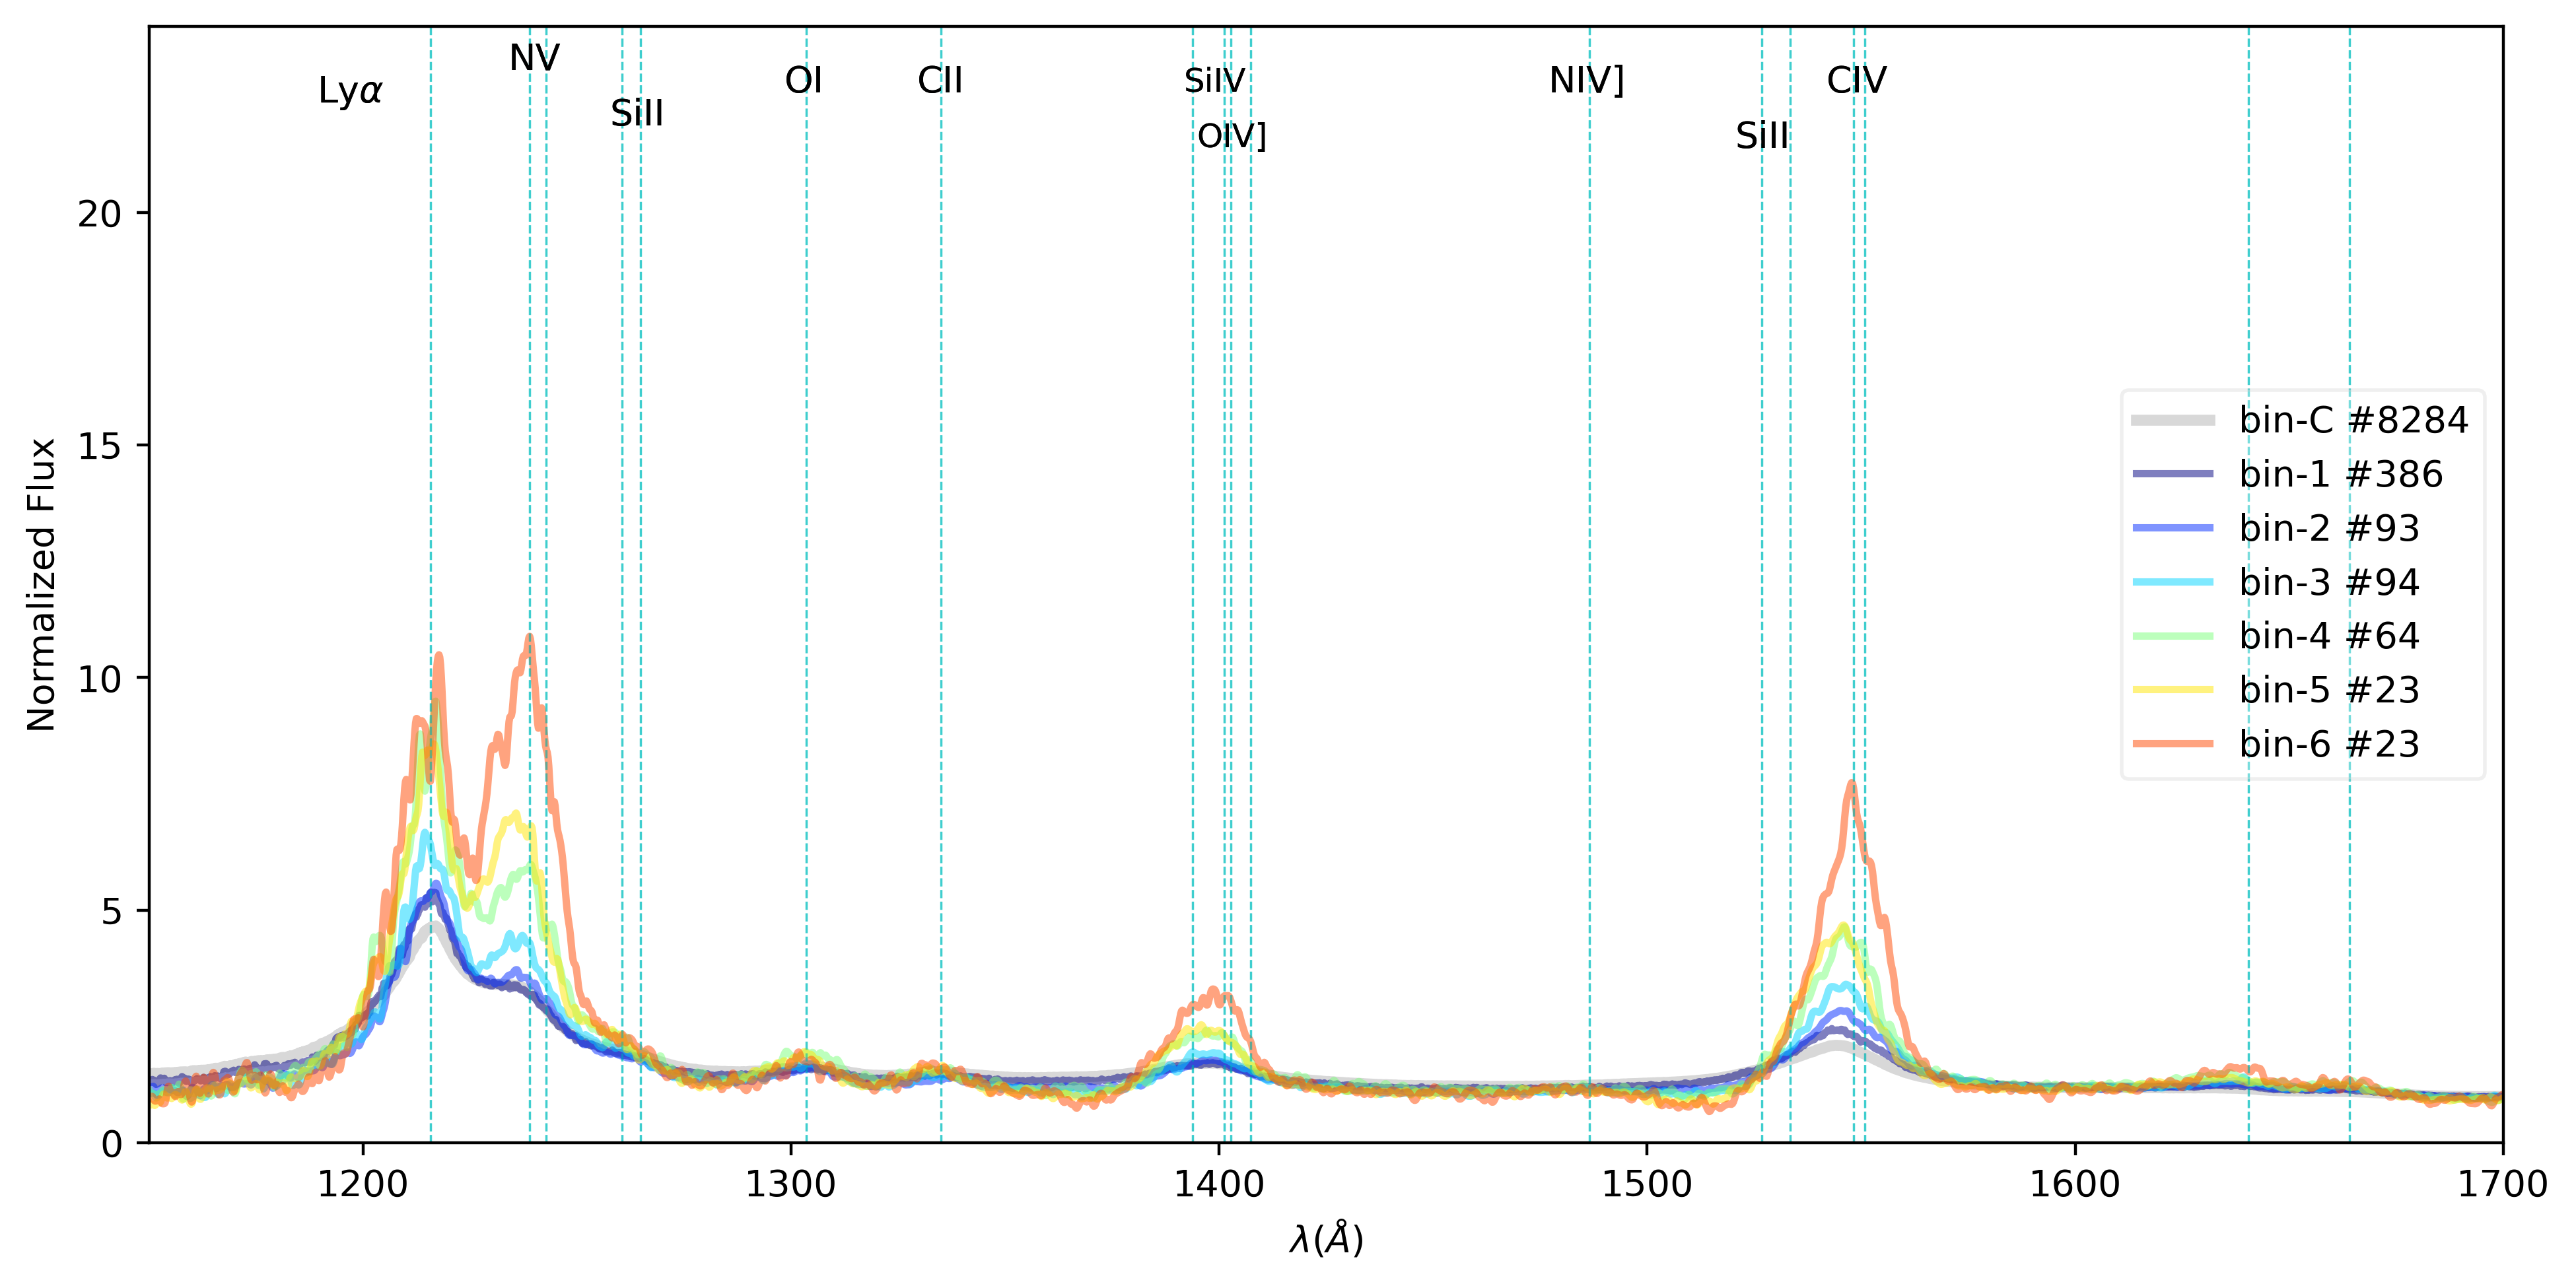 NV
Lyα
OI
CII
SiIV
NIV]
CIV
SiII
OIV]
SiII
20
15
10
5
0
Normalized Flux
bin-C #8284
bin-1 #386
bin-2 #93
bin-3 #94
bin-4 #64
bin-5 #23
bin-6 #23
1200
1300
1400
1500
1600
1700
λ(Å)